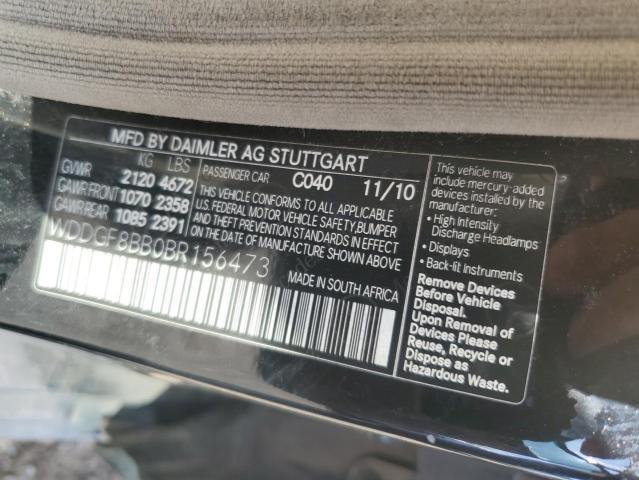 MFD BY DAIMLER AG STUTTGART
KG LBS
GVWR 2120 4672
GAWR FRONT 1070 2358
GAWR REAR 1085 2391
PASSENGER CAR C040 11/10
THIS VEHICLE CONFORMS TO ALL APPLICABLE
U.S. FEDERAL MOTOR VEHICLE SAFETY,BUMPER
AND THEFT PREVENTION STANDARDS IN EFFECT
ON THE DATE OF MANUFACTURE SHOWN ABOVE.
WDDGF8BB0BR156473
MADE IN SOUTH AFRICA
This vehicle may
include mercury-added
devices installed by the
manufacturer:
• High Intensity
Discharge Headlamps
• Displays
• Back-lit Instruments
Remove Devices
Before Vehicle
Disposal.
Upon Removal of
Devices Please
Reuse, Recycle or
Dispose as
Hazardous Waste.